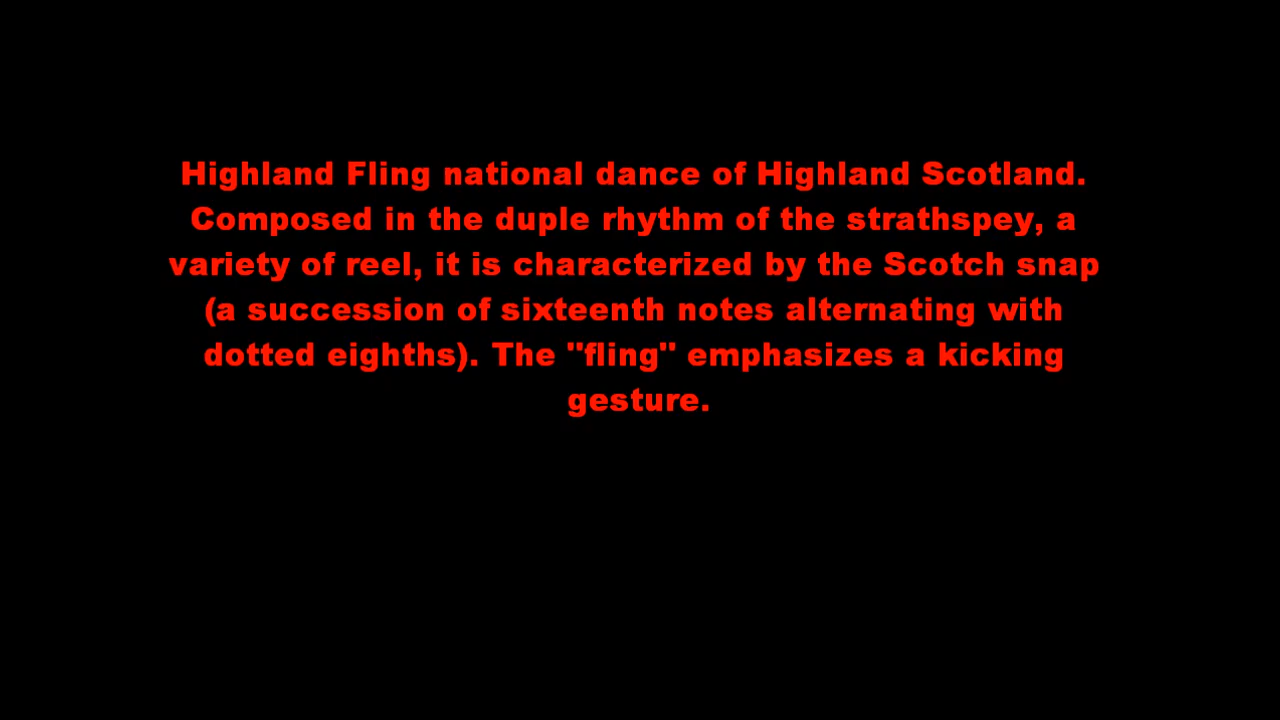 Highland Fling national dance of Highland Scotland.
Composed in the duple rhythm of the strathspey, a
variety of reel, it is characterized by the Scotch snap
(a succession of sixteenth notes alternating with
dotted eighths). The "fling" emphasizes a kicking
gesture.